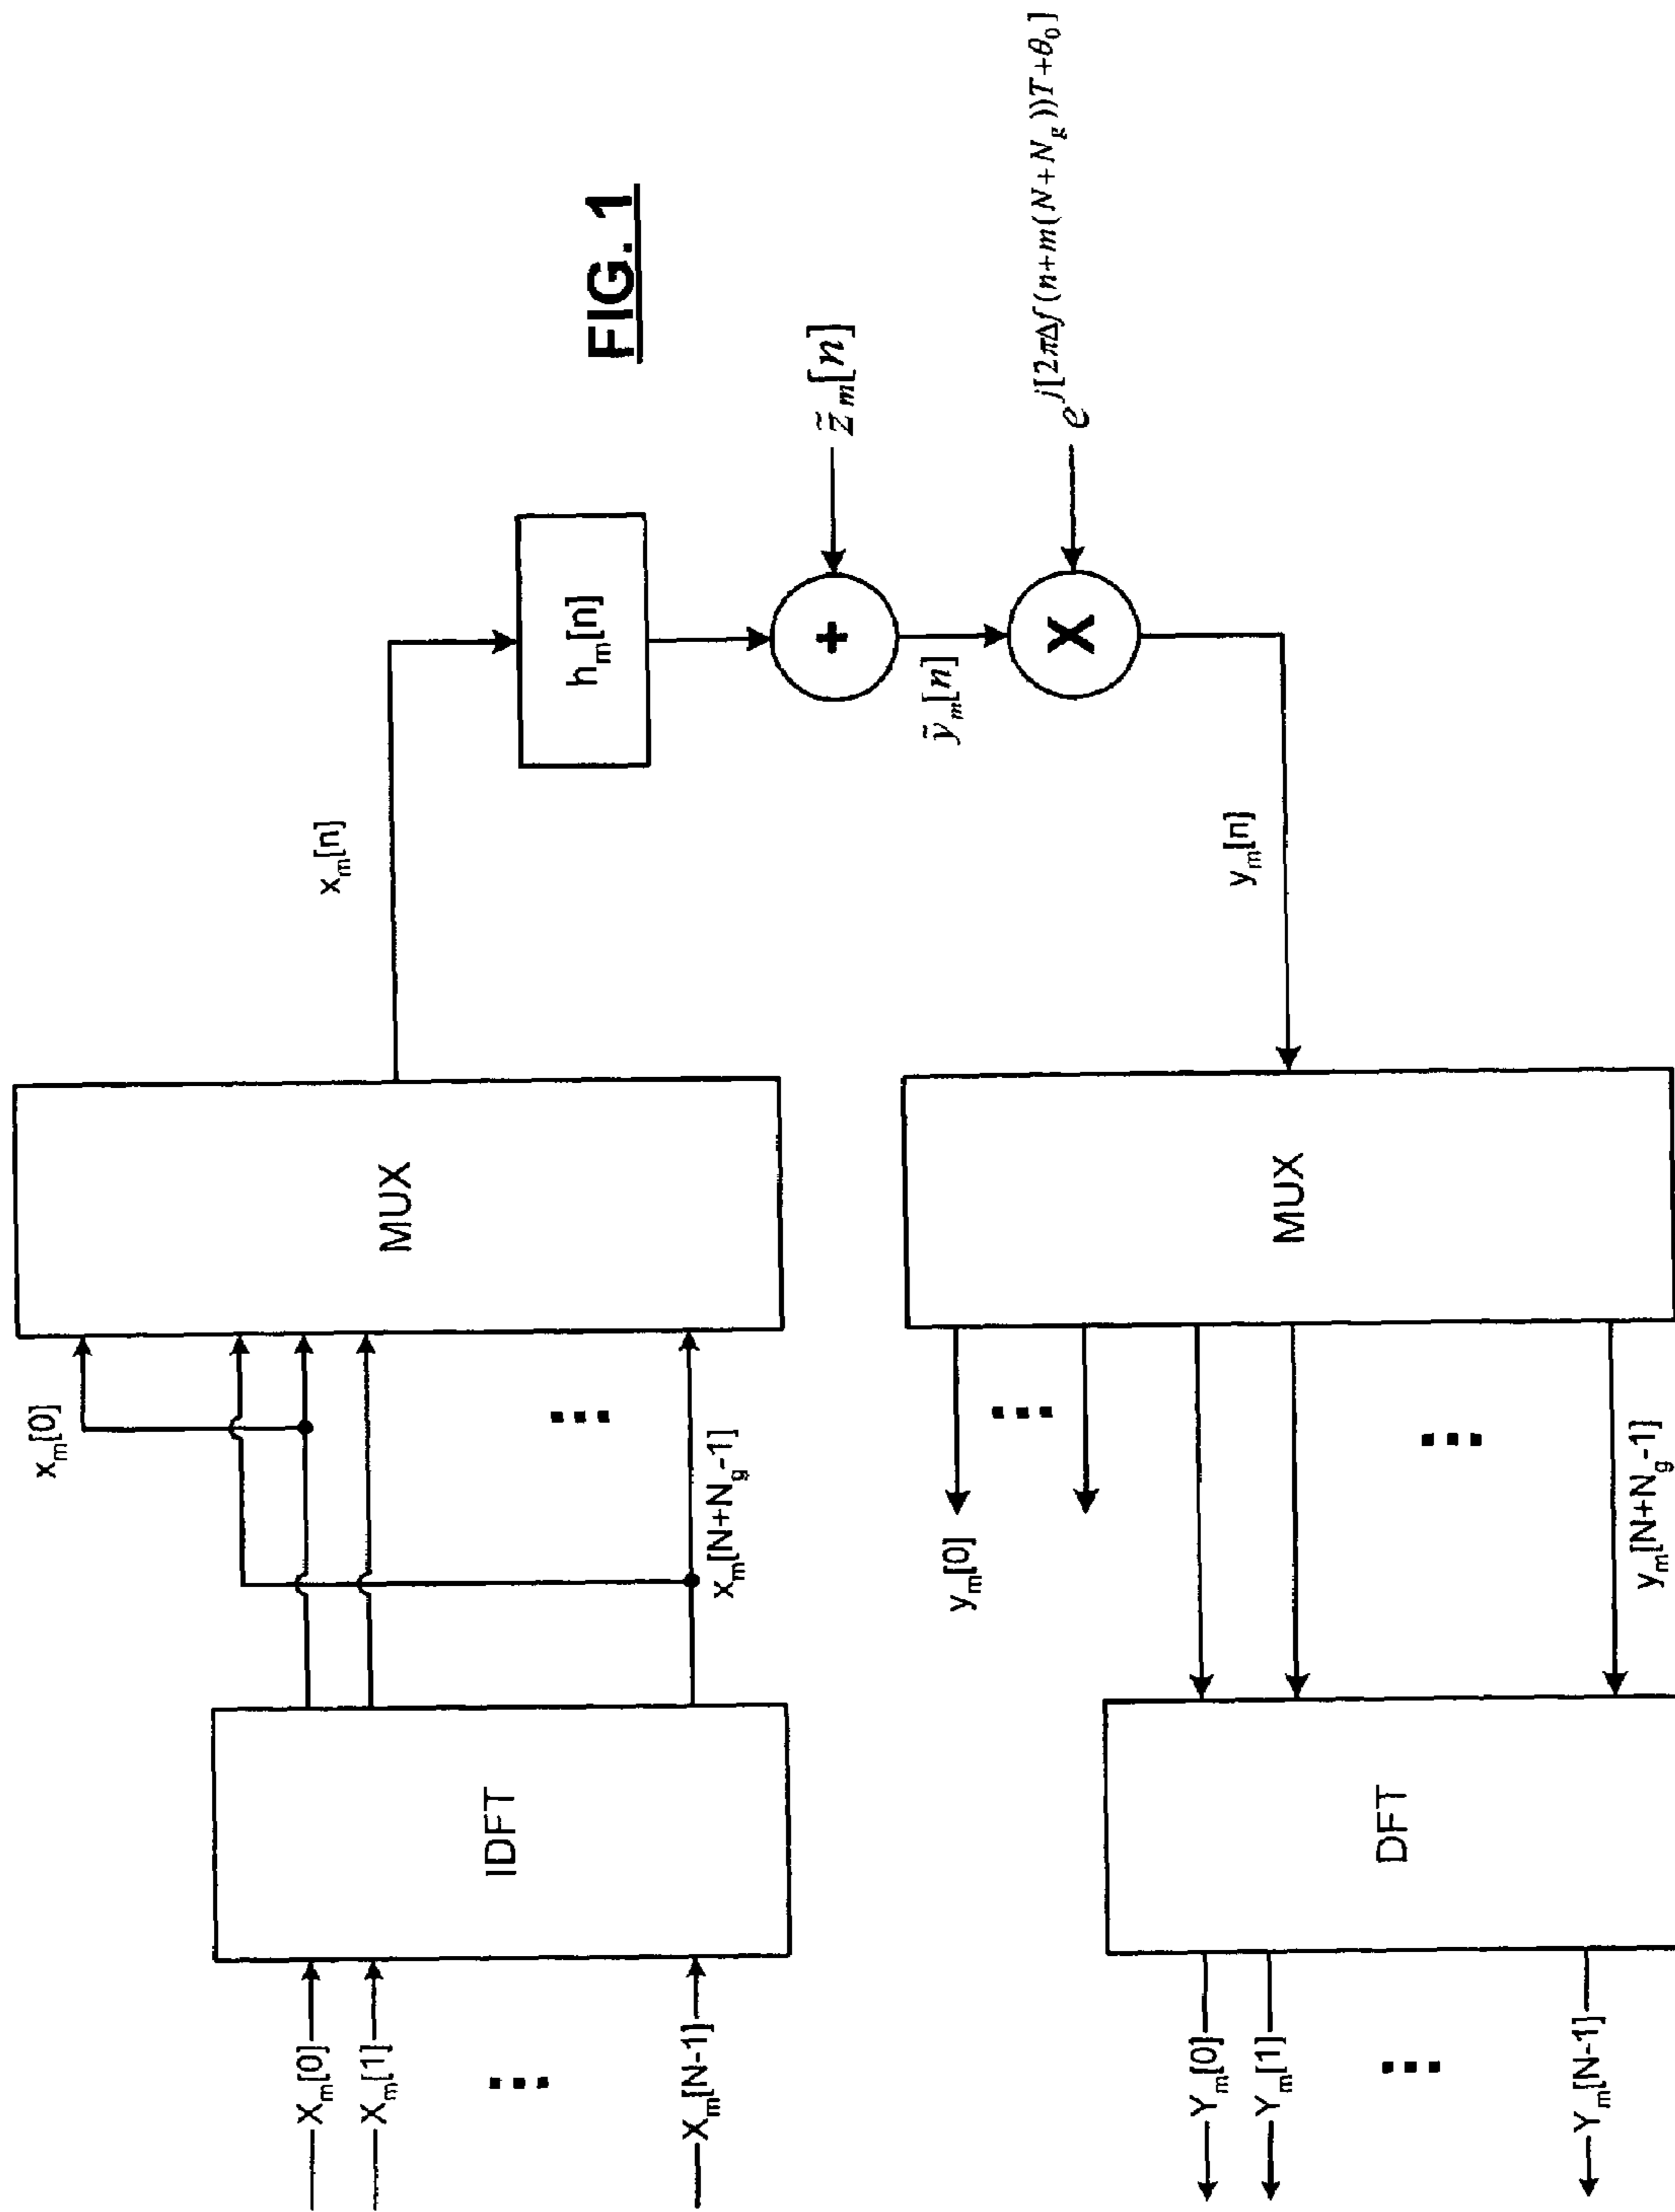 FIG. 1
X_m[0]
X_m[1]
⋮
X_m[N-1]
IDFT
x_m[0]
⋮
x_m[N+N_g-1]
MUX
x_m[n]
h_m[n]
+
z̃_m[n]
ỹ_m[n]
X
e^{j[2πΔf(n+m(N+N_g))T+θ_0]}
y_m[n]
MUX
y_m[0]
⋮
⋮
y_m[N+N_g-1]
DFT
Y_m[0]
Y_m[1]
⋮
Y_m[N-1]